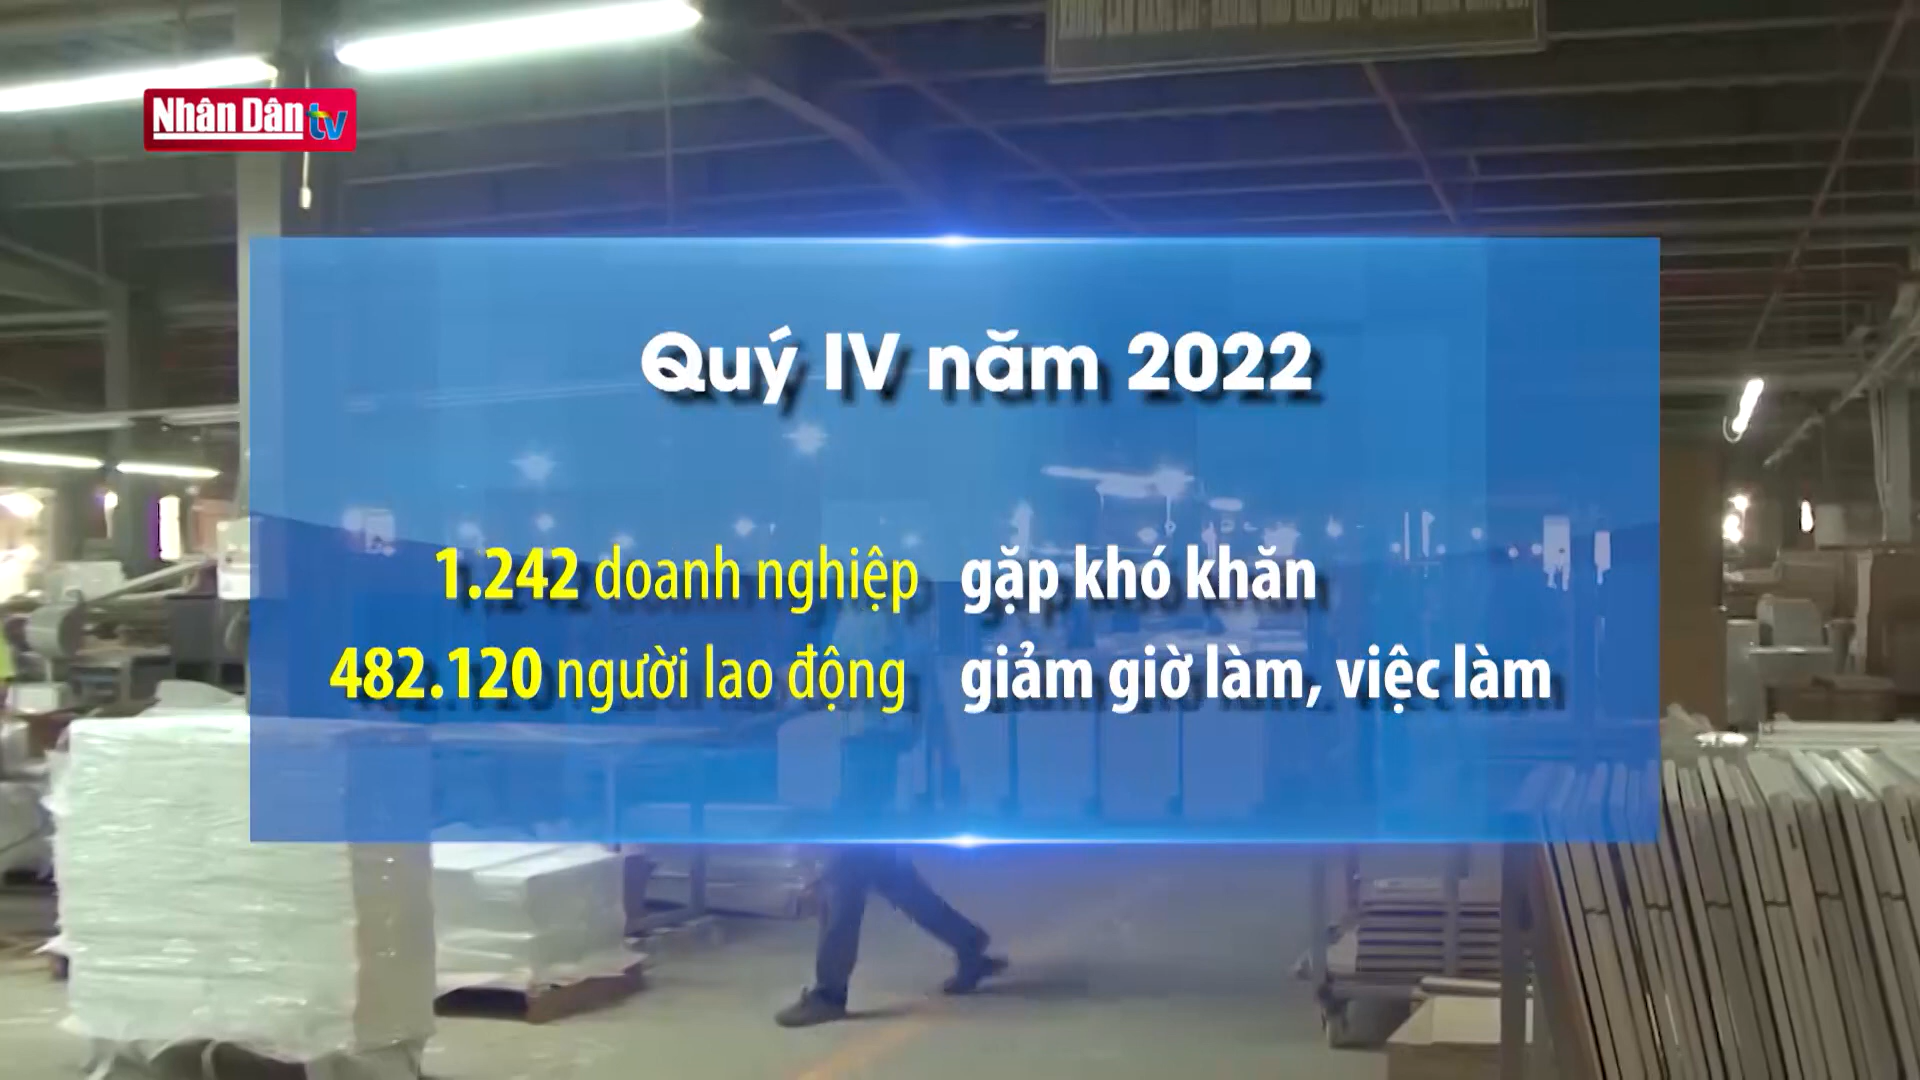 Nhân Dân tv
Quý IV năm 2022
1.242 doanh nghiệp gặp khó khăn
482.120 người lao động giảm giờ làm, việc làm